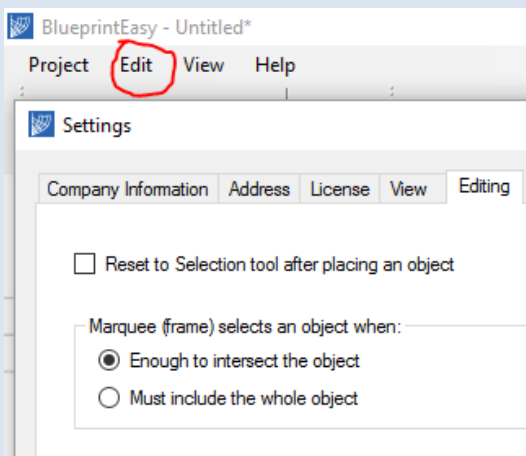 BlueprintEasy - Untitled*
Project Edit View Help
Settings
Company Information Address License View Editing
Reset to Selection tool after placing an object
Marquee (frame) selects an object when:
Enough to intersect the object
Must include the whole object